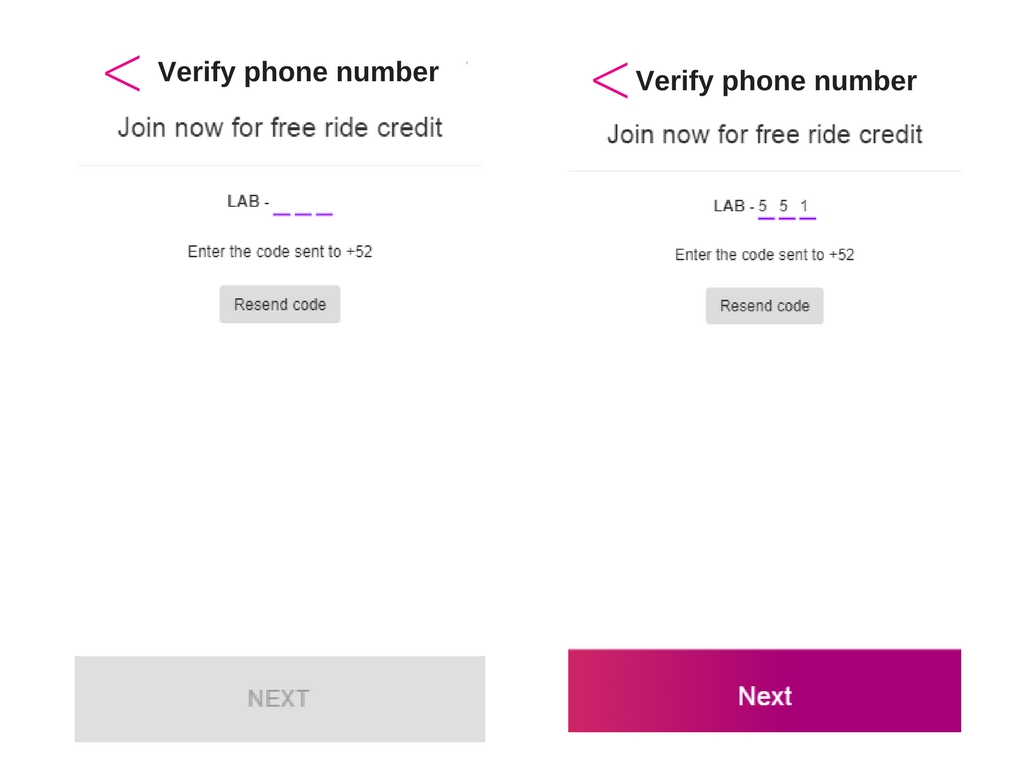 Verify phone number
Join now for free ride credit
LAB - _ _ _
Enter the code sent to +52
Resend code
NEXT
Verify phone number
Join now for free ride credit
LAB - 5 5 1
Enter the code sent to +52
Resend code
Next